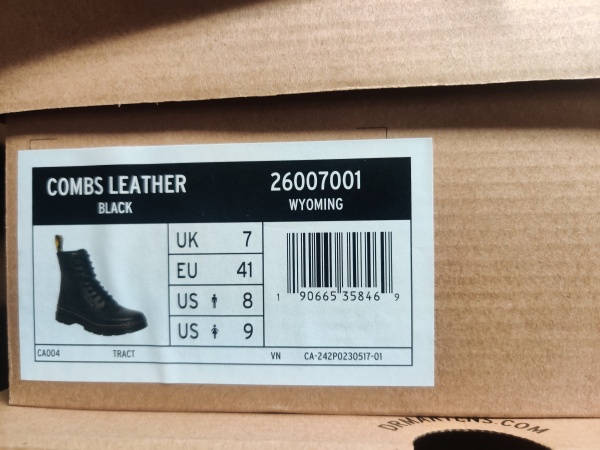 COMBS LEATHER 26007001
BLACK WYOMING
UK 7
EU 41
US 8
US 9
1 90665 35846 9
CA004 TRACT VN CA-242P0230517-01
DRMARTENS.COM